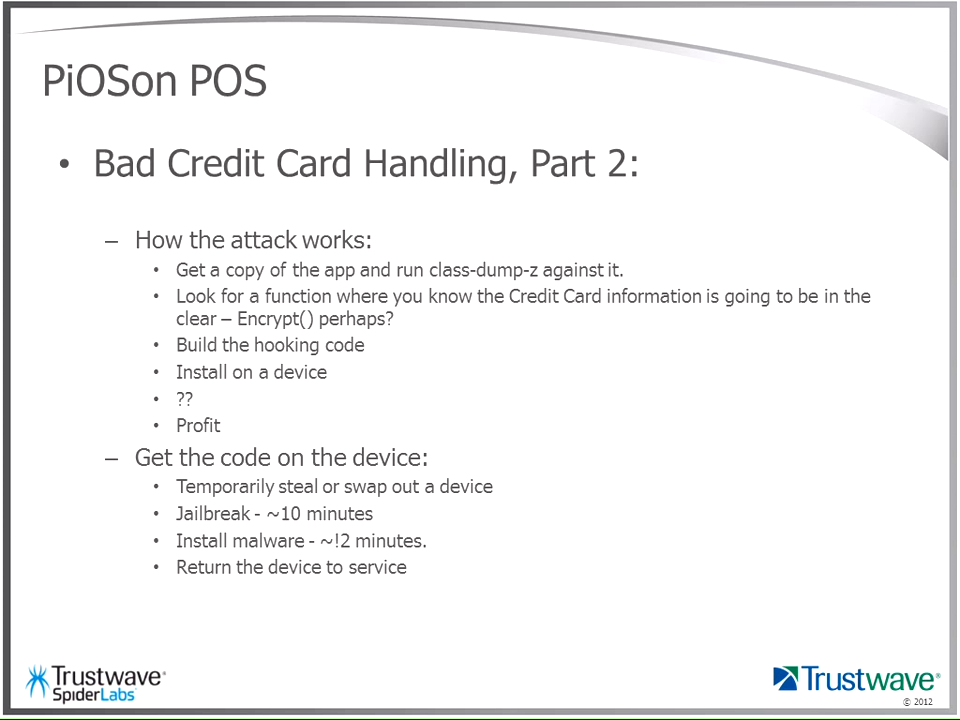 PiOSon POS
• Bad Credit Card Handling, Part 2:
– How the attack works:
• Get a copy of the app and run class-dump-z against it.
• Look for a function where you know the Credit Card information is going to be in the
clear – Encrypt() perhaps?
• Build the hooking code
• Install on a device
• ??
• Profit
– Get the code on the device:
• Temporarily steal or swap out a device
• Jailbreak - ~10 minutes
• Install malware - ~!2 minutes.
• Return the device to service
Trustwave®
SpiderLabs®
Trustwave®
© 2012